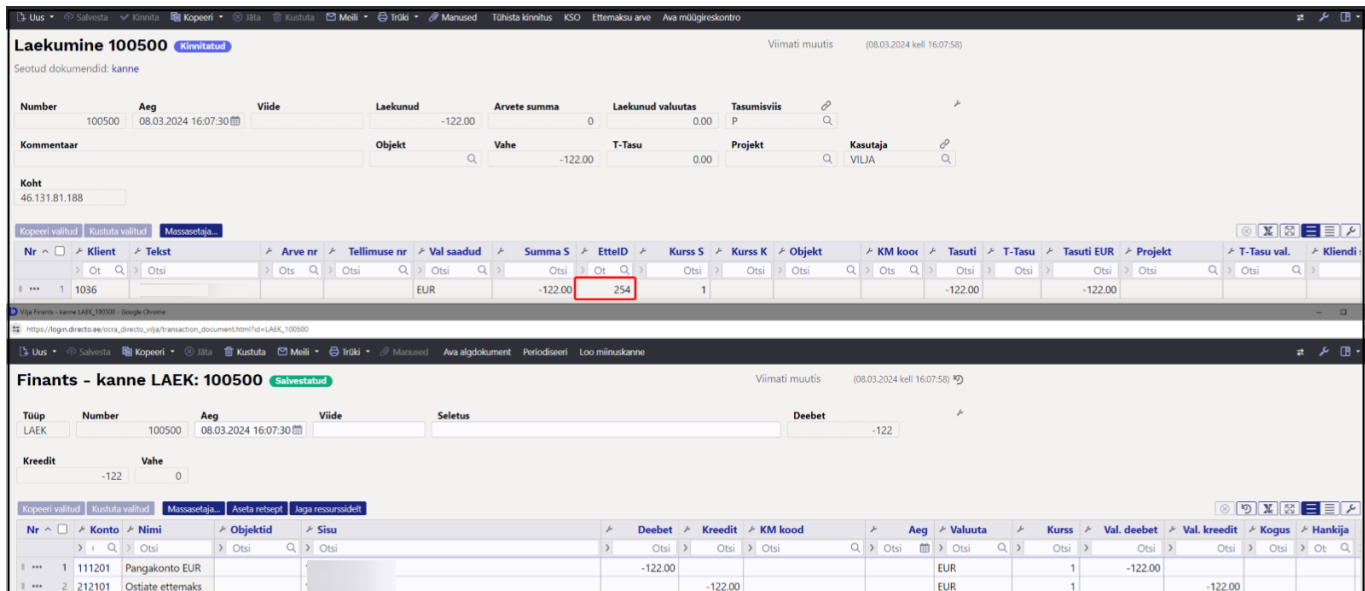 Uus Salvesta Kinnita Kopeeri Jäta Kustuta Meili Trüki Manused Tühista kinnitus KSO Ettemaksu arve Ava müügireskontro
Laekumine 100500 Kinnitatud Viimati muutis (08.03.2024 kell 16:07:58)
Seotud dokumendid: kanne
Number Aeg Viide Laekunud Arvete summa Laekunud valuutas Tasumisviis
100500 08.03.2024 16:07:30 -122.00 0 0.00 P
Kommentaar Objekt Vahe T-Tasu Projekt Kasutaja
-122.00 0.00 VILJA
Koht
46.131.81.188
Kopeeri valitud Kustuta valitud Massasetaja...
Nr Klient Tekst Arve nr Tellimuse nr Val saadud Summa S EtteID Kurss S Kurss K Objekt KM kood Tasuti T-Tasu Tasuti EUR Projekt T-Tasu val. Kliendi
Ot Otsi Ots Otsi Otsi Otsi Ot Otsi Otsi Otsi Ots Otsi Otsi Otsi Otsi Otsi Otsi
1 1036 EUR -122.00 254 1 -122.00 -122.00
Vilja Finants - kanne LAEK_100500 - Google Chrome
https://login.directo.ee/ocra_directo_vilja/transaction_document.html?id=LAEK_100500
Uus Salvesta Kopeeri Jäta Kustuta Meili Trüki Manused Ava algdokument Periodiseeri Loo miinuskanne
Finants - kanne LAEK: 100500 Salvestatud Viimati muutis (08.03.2024 kell 16:07:58)
Tüüp Number Aeg Viide Seletus Deebet
LAEK 100500 08.03.2024 16:07:30 -122
Kreedit Vahe
-122 0
Kopeeri valitud Kustuta valitud Massasetaja... Aseta retsept Jaga ressurssidelt
Nr Konto Nimi Objektid Sisu Deebet Kreedit KM kood Aeg Valuuta Kurss Val. deebet Val. kreedit Kogus Hankija
Otsi Otsi Otsi Otsi Otsi Otsi Otsi Otsi Otsi Otsi Otsi Otsi Ot
1 111201 Pangakonto EUR -122.00 EUR 1 -122.00
2 212101 Ostjate ettemaks -122.00 EUR 1 -122.00